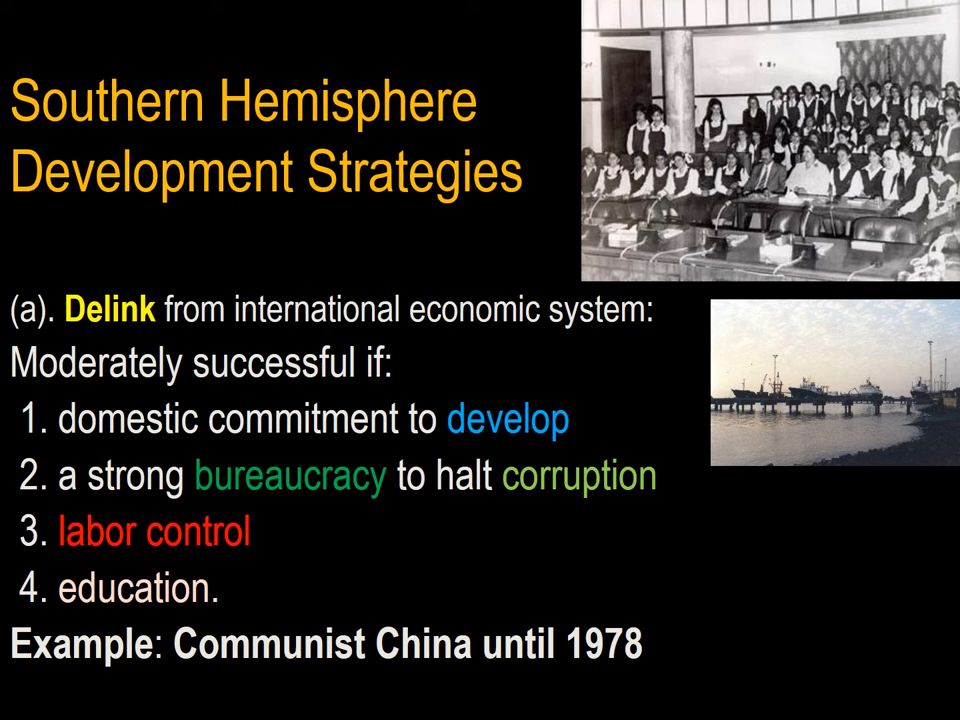 Southern Hemisphere
Development Strategies
(a). Delink from international economic system:
Moderately successful if:
1. domestic commitment to develop
2. a strong bureaucracy to halt corruption
3. labor control
4. education.
Example: Communist China until 1978